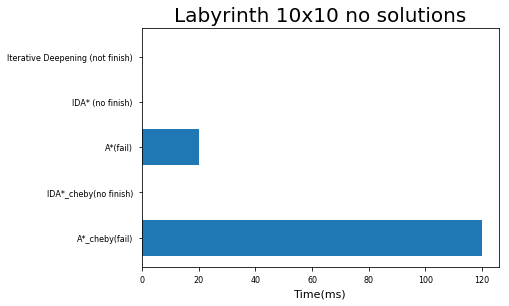 Labyrinth 10x10 no solutions
Iterative Deepening (not finish)
IDA* (no finish)
A*(fail)
IDA*_cheby(no finish)
A*_cheby(fail)
0 20 40 60 80 100 120
Time(ms)